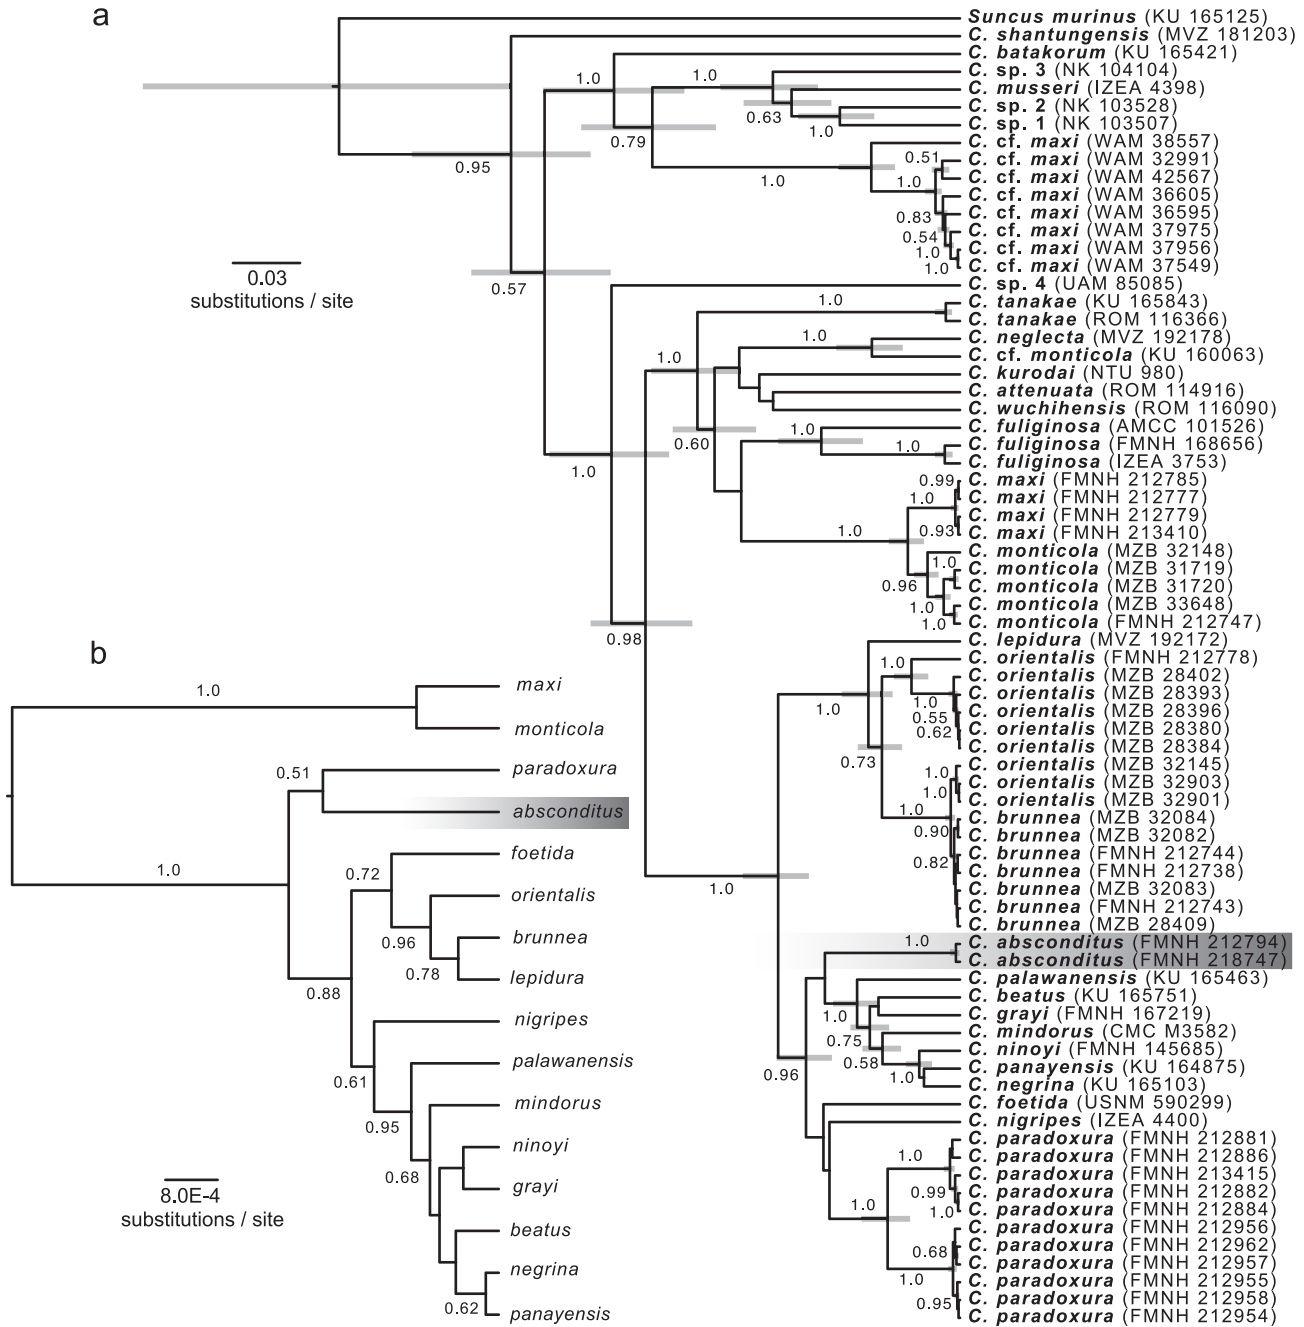 a
Suncus murinus (KU 165125)
C. shantungensis (MVZ 181203)
C. batakorum (KU 165421)
1.0
1.0
C. sp. 3 (NK 104104)
C. musseri (IZEA 4398)
0.63
C. sp. 2 (NK 103528)
1.0
C. sp. 1 (NK 103507)
0.79
C. cf. maxi (WAM 38557)
0.95
0.51
C. cf. maxi (WAM 32991)
1.0
1.0
C. cf. maxi (WAM 42567)
C. cf. maxi (WAM 36605)
0.83
C. cf. maxi (WAM 36595)
0.54
C. cf. maxi (WAM 37975)
1.0
C. cf. maxi (WAM 37956)
1.0
C. cf. maxi (WAM 37549)
0.03
substitutions / site
0.57
C. sp. 4 (UAM 85085)
1.0
C. tanakae (KU 165843)
C. tanakae (ROM 116366)
1.0
C. neglecta (MVZ 192178)
1.0
C. cf. monticola (KU 160063)
C. kurodai (NTU 980)
C. attenuata (ROM 114916)
C. wuchihensis (ROM 116090)
1.0
C. fuliginosa (AMCC 101526)
0.60
1.0
C. fuliginosa (FMNH 168656)
C. fuliginosa (IZEA 3753)
1.0
0.99
C. maxi (FMNH 212785)
1.0
C. maxi (FMNH 212777)
C. maxi (FMNH 212779)
1.0
0.93
C. maxi (FMNH 213410)
C. monticola (MZB 32148)
1.0
C. monticola (MZB 31719)
0.96
C. monticola (MZB 31720)
1.0
C. monticola (MZB 33648)
1.0
C. monticola (FMNH 212747)
0.98
C. lepidura (MVZ 192172)
1.0
C. orientalis (FMNH 212778)
C. orientalis (MZB 28402)
1.0
1.0
C. orientalis (MZB 28393)
0.55
C. orientalis (MZB 28396)
0.62
C. orientalis (MZB 28380)
C. orientalis (MZB 28384)
0.73
1.0
C. orientalis (MZB 32145)
1.0
C. orientalis (MZB 32903)
C. orientalis (MZB 32901)
1.0
C. brunnea (MZB 32084)
0.90
C. brunnea (MZB 32082)
C. brunnea (FMNH 212744)
0.82
C. brunnea (FMNH 212738)
1.0
C. brunnea (MZB 32083)
C. brunnea (FMNH 212743)
C. brunnea (MZB 28409)
1.0
C. absconditus (FMNH 212794)
C. absconditus (FMNH 218747)
C. palawanensis (KU 165463)
C. beatus (KU 165751)
1.0
C. grayi (FMNH 167219)
0.75
C. mindorus (CMC M3582)
0.58
C. ninoyi (FMNH 145685)
0.96
1.0
C. panayensis (KU 164875)
C. negrina (KU 165103)
C. foetida (USNM 590299)
C. nigripes (IZEA 4400)
C. paradoxura (FMNH 212881)
1.0
C. paradoxura (FMNH 212886)
C. paradoxura (FMNH 213415)
0.99
C. paradoxura (FMNH 212882)
1.0
1.0
C. paradoxura (FMNH 212884)
C. paradoxura (FMNH 212956)
0.68
C. paradoxura (FMNH 212962)
C. paradoxura (FMNH 212957)
1.0
C. paradoxura (FMNH 212955)
0.95
C. paradoxura (FMNH 212958)
C. paradoxura (FMNH 212954)
b
1.0
maxi
monticola
0.51
paradoxura
absconditus
foetida
0.72
1.0
orientalis
0.96
brunnea
0.78
lepidura
0.88
nigripes
palawanensis
0.61
mindorus
0.95
ninoyi
0.68
grayi
8.0E-4
substitutions / site
beatus
negrina
0.62
panayensis